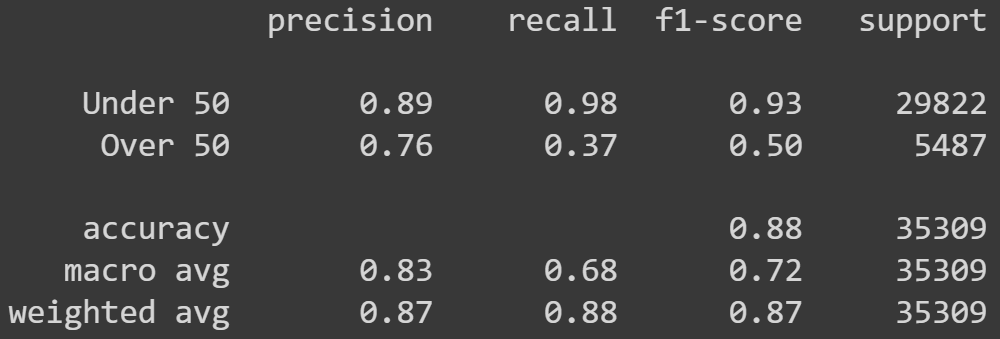 precision recall f1-score support
Under 50 0.89 0.98 0.93 29822
Over 50 0.76 0.37 0.50 5487
accuracy 0.88 35309
macro avg 0.83 0.68 0.72 35309
weighted avg 0.87 0.88 0.87 35309